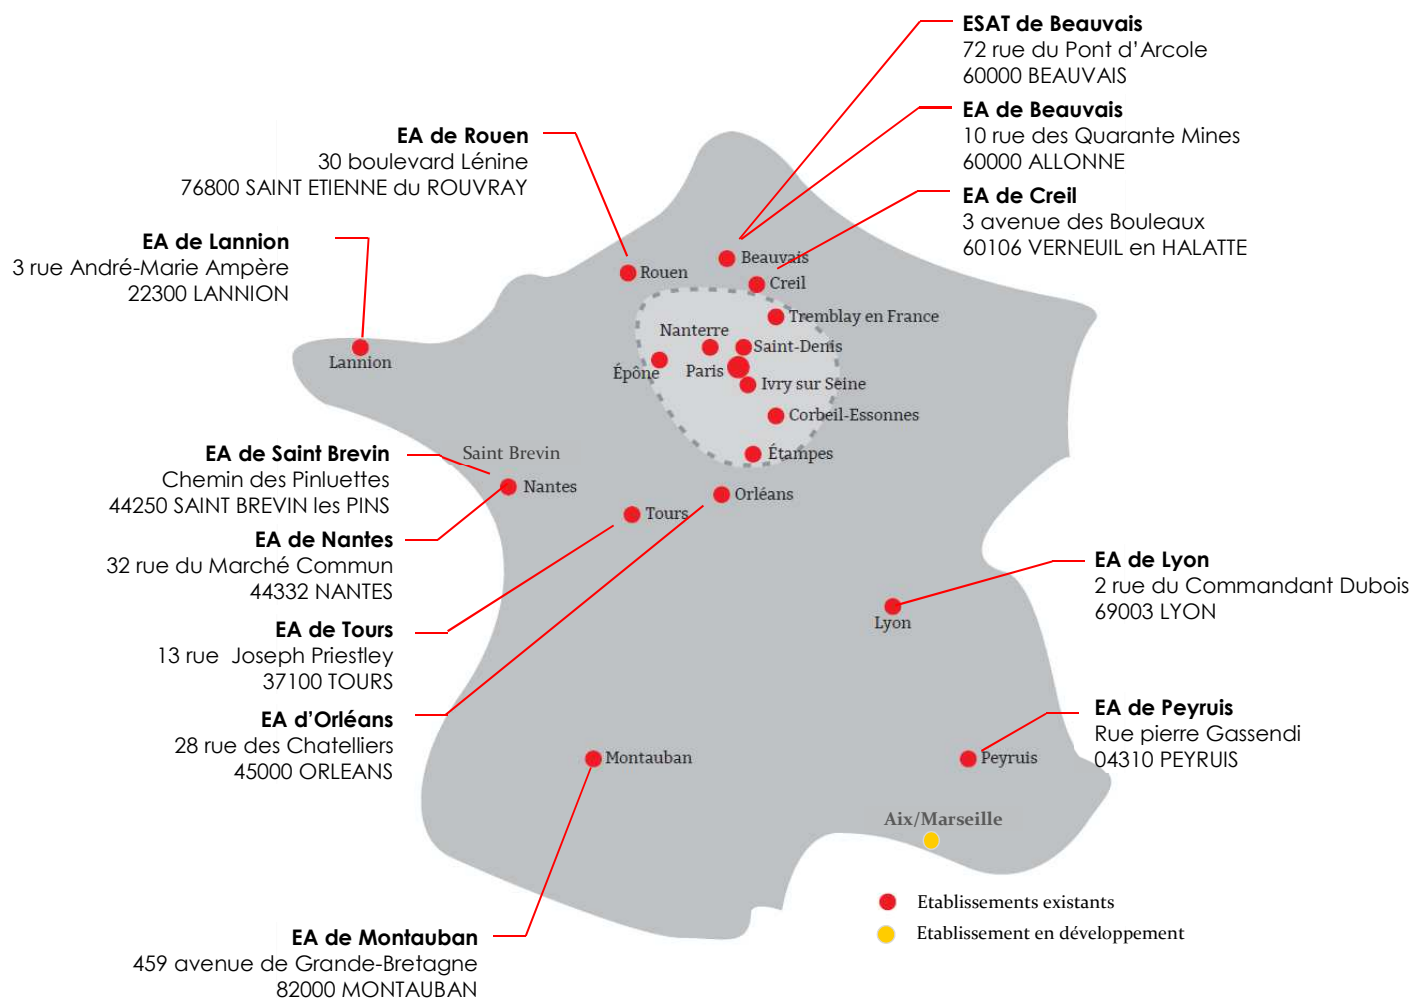 ESAT de Beauvais
72 rue du Pont d’Arcole
60000 BEAUVAIS
EA de Beauvais
10 rue des Quarante Mines
60000 ALLONNE
EA de Creil
3 avenue des Bouleaux
60106 VERNEUIL en HALATTE
EA de Rouen
30 boulevard Lénine
76800 SAINT ETIENNE du ROUVRAY
EA de Lannion
3 rue André-Marie Ampère
22300 LANNION
Beauvais
Rouen
Creil
Tremblay en France
Nanterre
Saint-Denis
Lannion
Épône
Paris
Ivry sur Seine
Corbeil-Essonnes
Étampes
EA de Saint Brevin
Chemin des Pinluettes
44250 SAINT BREVIN les PINS
Saint Brevin
Nantes
Orléans
Tours
EA de Nantes
32 rue du Marché Commun
44332 NANTES
EA de Lyon
2 rue du Commandant Dubois
69003 LYON
Lyon
EA de Tours
13 rue  Joseph Priestley
37100 TOURS
EA d’Orléans
28 rue des Chatelliers
45000 ORLEANS
EA de Peyruis
Rue pierre Gassendi
04310 PEYRUIS
Montauban
Peyruis
Aix/Marseille
Etablissements existants
Etablissement en développement
EA de Montauban
459 avenue de Grande-Bretagne
82000 MONTAUBAN